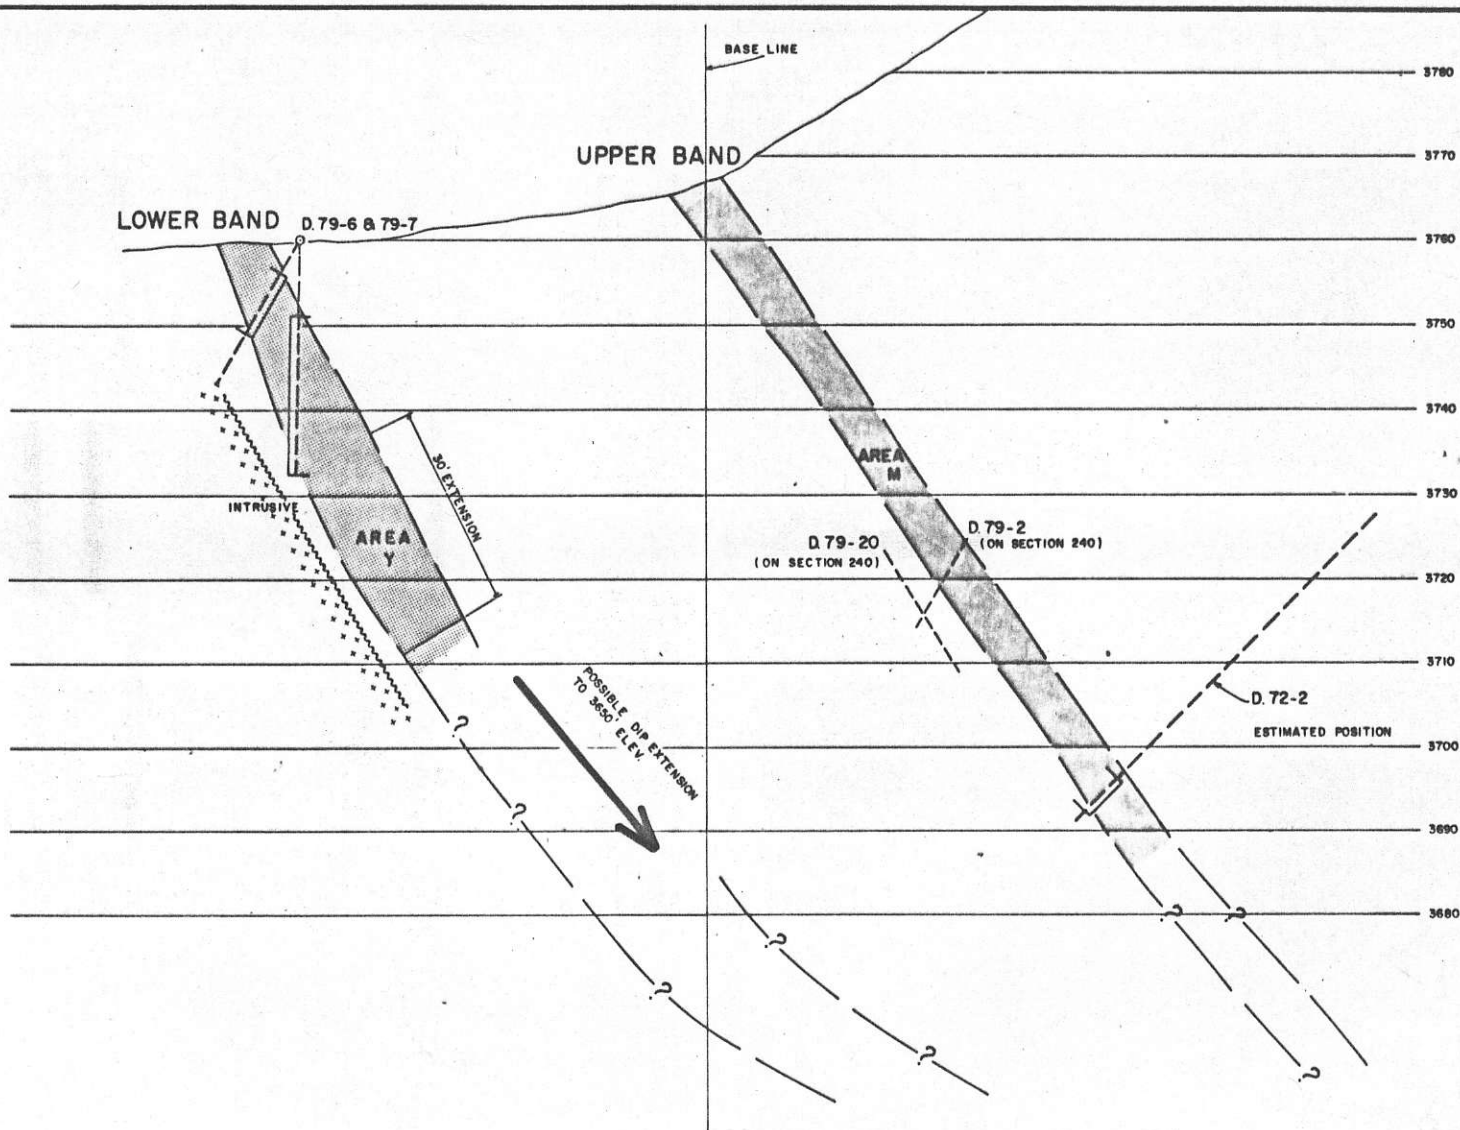 BASE LINE
3780
UPPER BAND
3770
LOWER BAND
D. 79-6 & 79-7
3760
3750
3740
AREA
M
30' EXTENSION
3730
INTRUSIVE
AREA
Y
D. 79-20
(ON SECTION 240)
D. 79-2
(ON SECTION 240)
3720
3710
POSSIBLE DIP EXTENSION
TO 3650' ELEV.
D. 72-2
ESTIMATED POSITION
?
3700
?
3690
? ?
3680
?
?
?
?